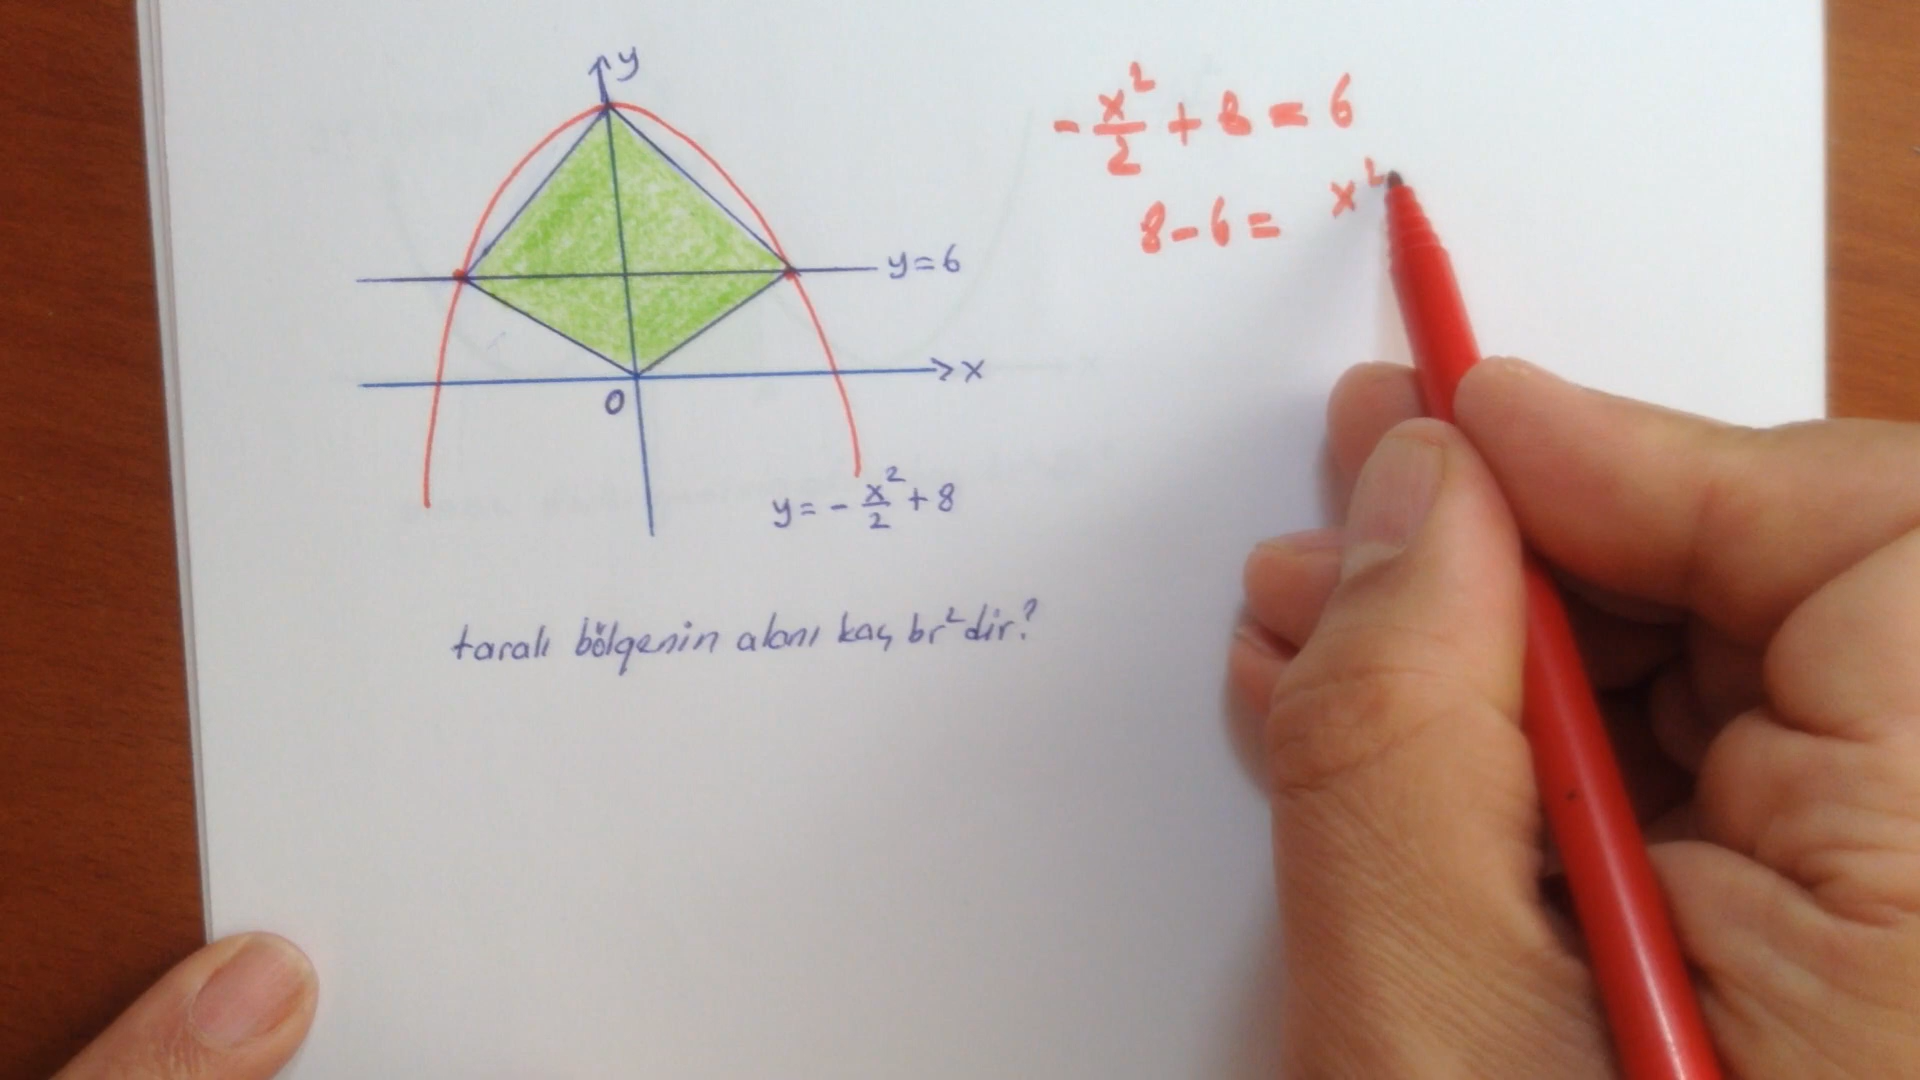 y
-x²/2 + 8 = 6
8-6= x²
y=6
x
0
y = - x²/2 + 8
taralı bölgenin alanı kaç br² dir?